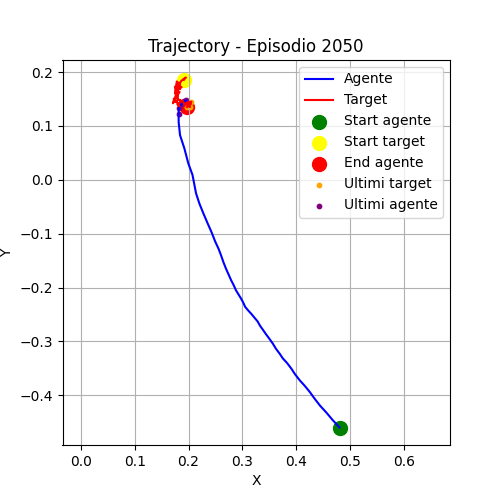 Trajectory - Episodio 2050
Agente
Target
Start agente
Start target
End agente
Ultimi target
Ultimi agente
0.2
0.1
0.0
−0.1
−0.2
−0.3
−0.4
Y
0.0 0.1 0.2 0.3 0.4 0.5 0.6
X